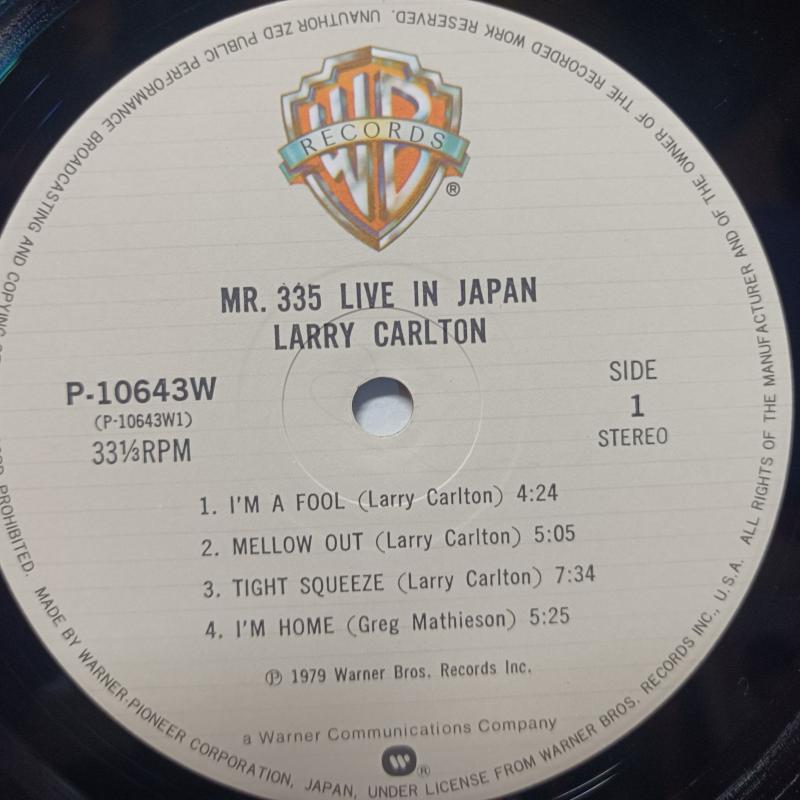 WB
RECORDS
®
MR. 335 LIVE IN JAPAN
LARRY CARLTON
P-10643W
(P-10643W1)
33⅓RPM
SIDE
1
STEREO
1. I'M A FOOL (Larry Carlton) 4:24
2. MELLOW OUT (Larry Carlton) 5:05
3. TIGHT SQUEEZE (Larry Carlton) 7:34
4. I'M HOME (Greg Mathieson) 5:25
℗ 1979 Warner Bros. Records Inc.
a Warner Communications Company
®
MADE BY WARNER-PIONEER CORPORATION, JAPAN, UNDER LICENSE FROM WARNER BROS. RECORDS INC., U.S.A. ALL RIGHTS OF THE MANUFACTURER AND OF THE OWNER OF THE RECORDED WORK RESERVED. UNAUTHORIZED PUBLIC PERFORMANCE BROADCASTING AND COPYING PROHIBITED.